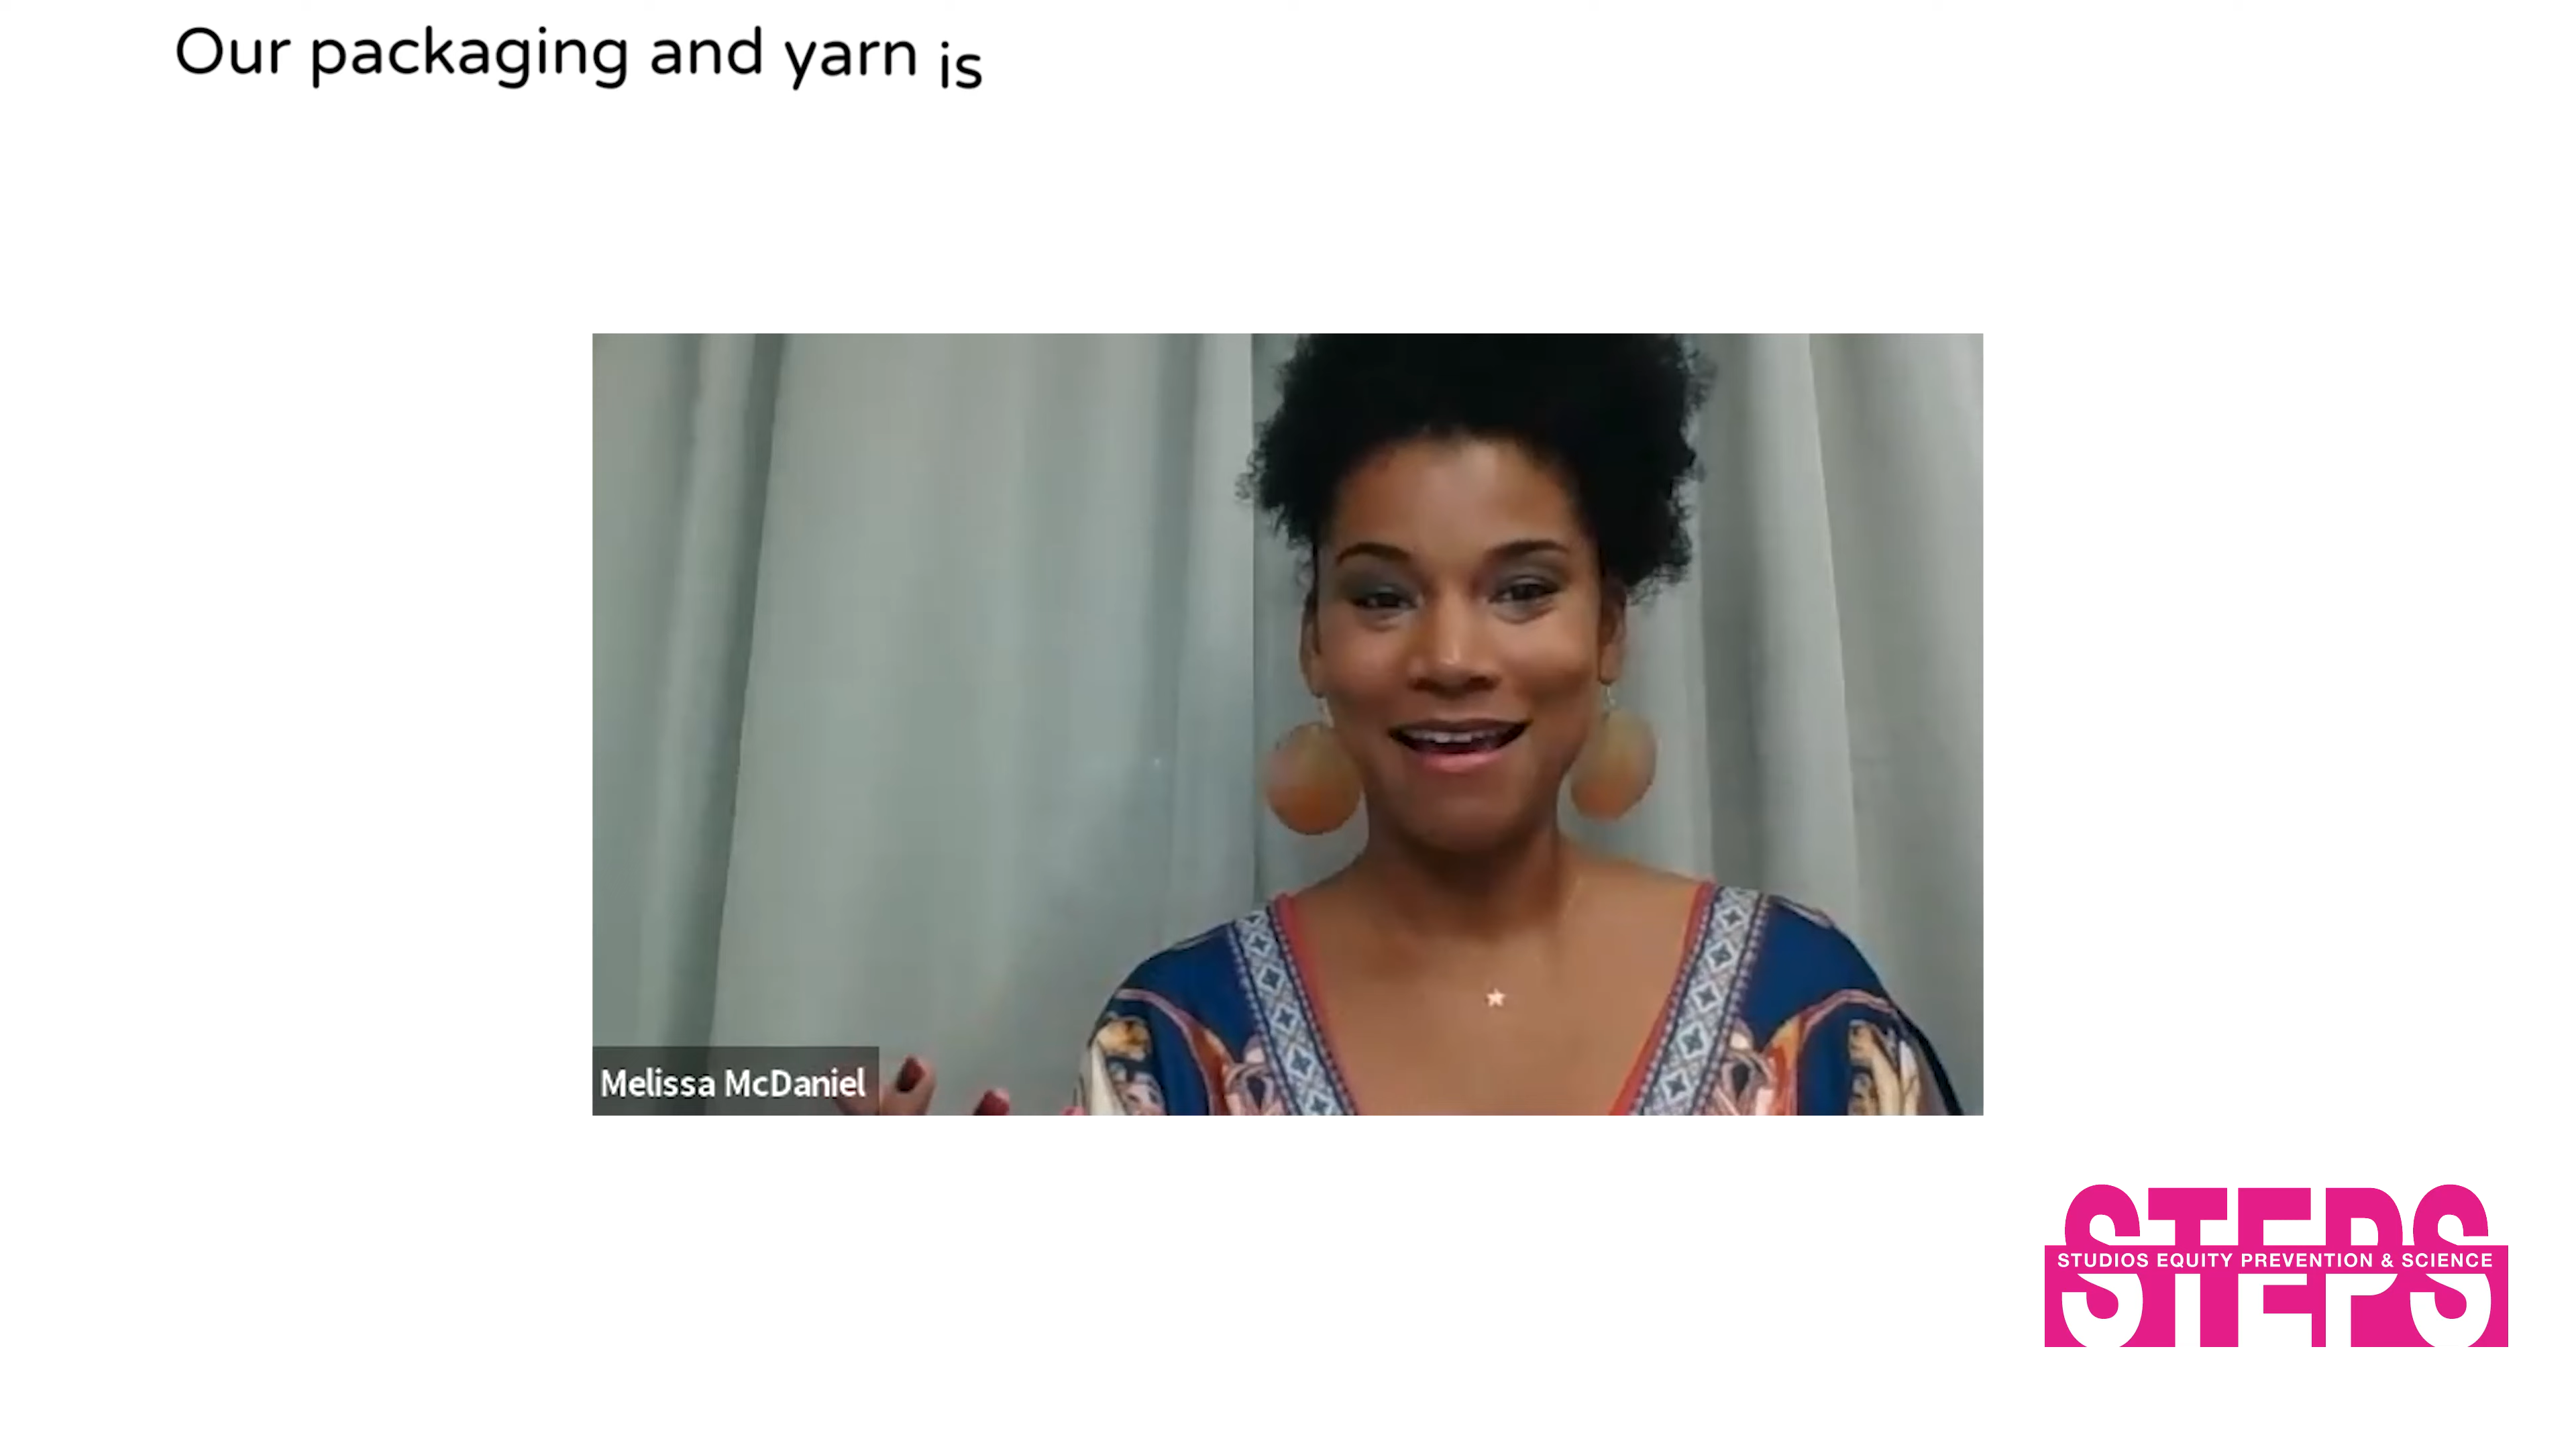 Our packaging and yarn is
Melissa McDaniel
STEPS
STUDIOS EQUITY PREVENTION & SCIENCE